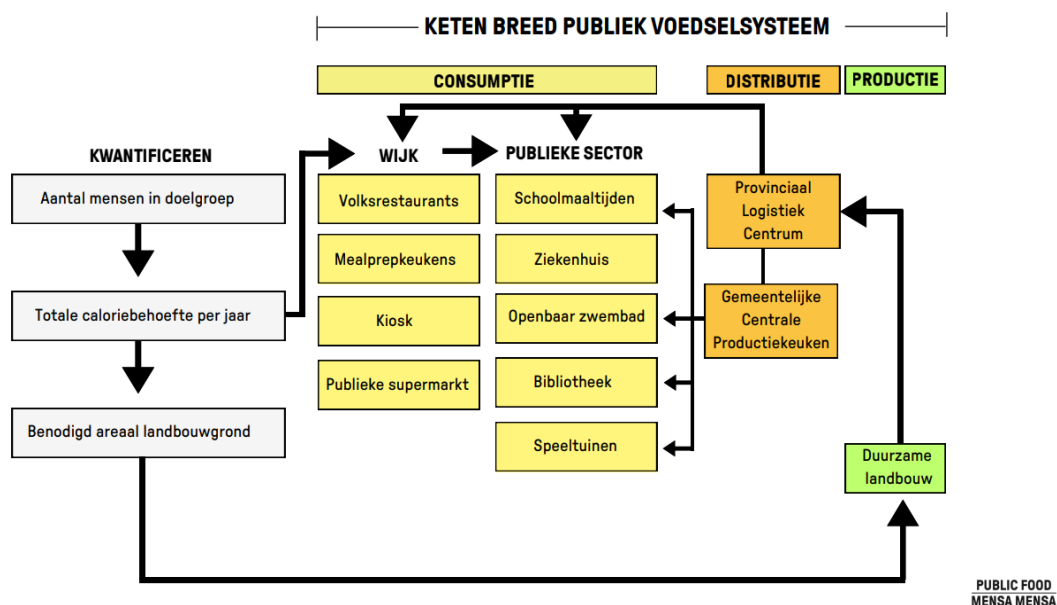 KETEN BREED PUBLIEK VOEDSELSYSTEEM
CONSUMPTIE
DISTRIBUTIE
PRODUCTIE
KWANTIFICEREN
Aantal mensen in doelgroep
Totale caloriebehoefte per jaar
Benodigd areaal landbouwgrond
WIJK
Volksrestaurants
Mealprepkeukens
Kiosk
Publieke supermarkt
PUBLIEKE SECTOR
Schoolmaaltijden
Ziekenhuis
Openbaar zwembad
Bibliotheek
Speeltuinen
Provinciaal
Logistiek
Centrum
Gemeentelijke
Centrale
Productiekeuken
Duurzame
landbouw
PUBLIC FOOD
MENSA MENSA